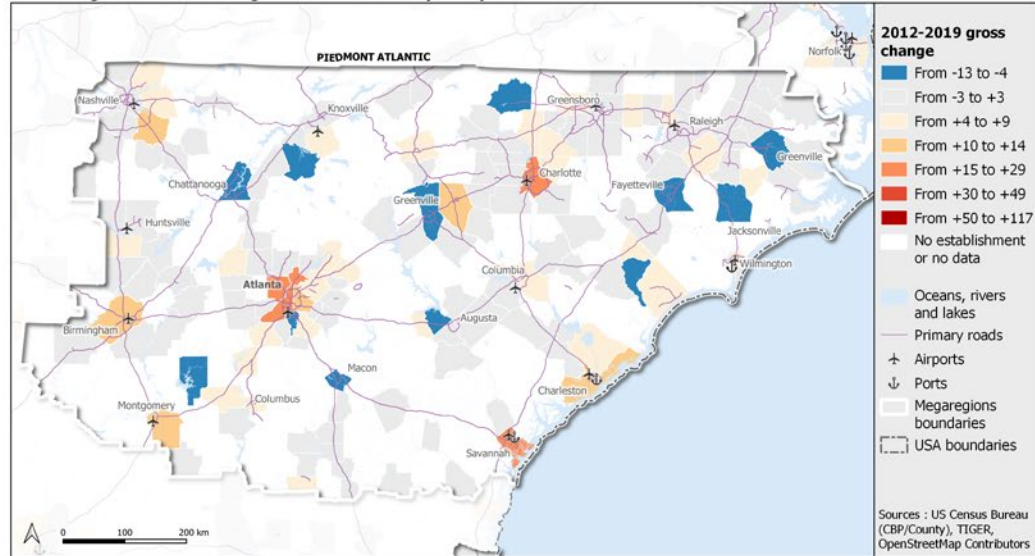 PIEDMONT ATLANTIC
Norfolk
Nashville
Knoxville
Greensboro
Raleigh
Greenville
Chattanooga
Charlotte
Fayetteville
Greenville
Huntsville
Jacksonville
Columbia
Wilmington
Atlanta
Birmingham
Augusta
Macon
Charleston
Montgomery
Columbus
Savannah
0 100 200 km
2012-2019 gross
change
From -13 to -4
From -3 to +3
From +4 to +9
From +10 to +14
From +15 to +29
From +30 to +49
From +50 to +117
No establishment
or no data
Oceans, rivers
and lakes
Primary roads
Airports
Ports
Megaregions
boundaries
USA boundaries
Sources : US Census Bureau
(CBP/County), TIGER,
OpenStreetMap Contributors